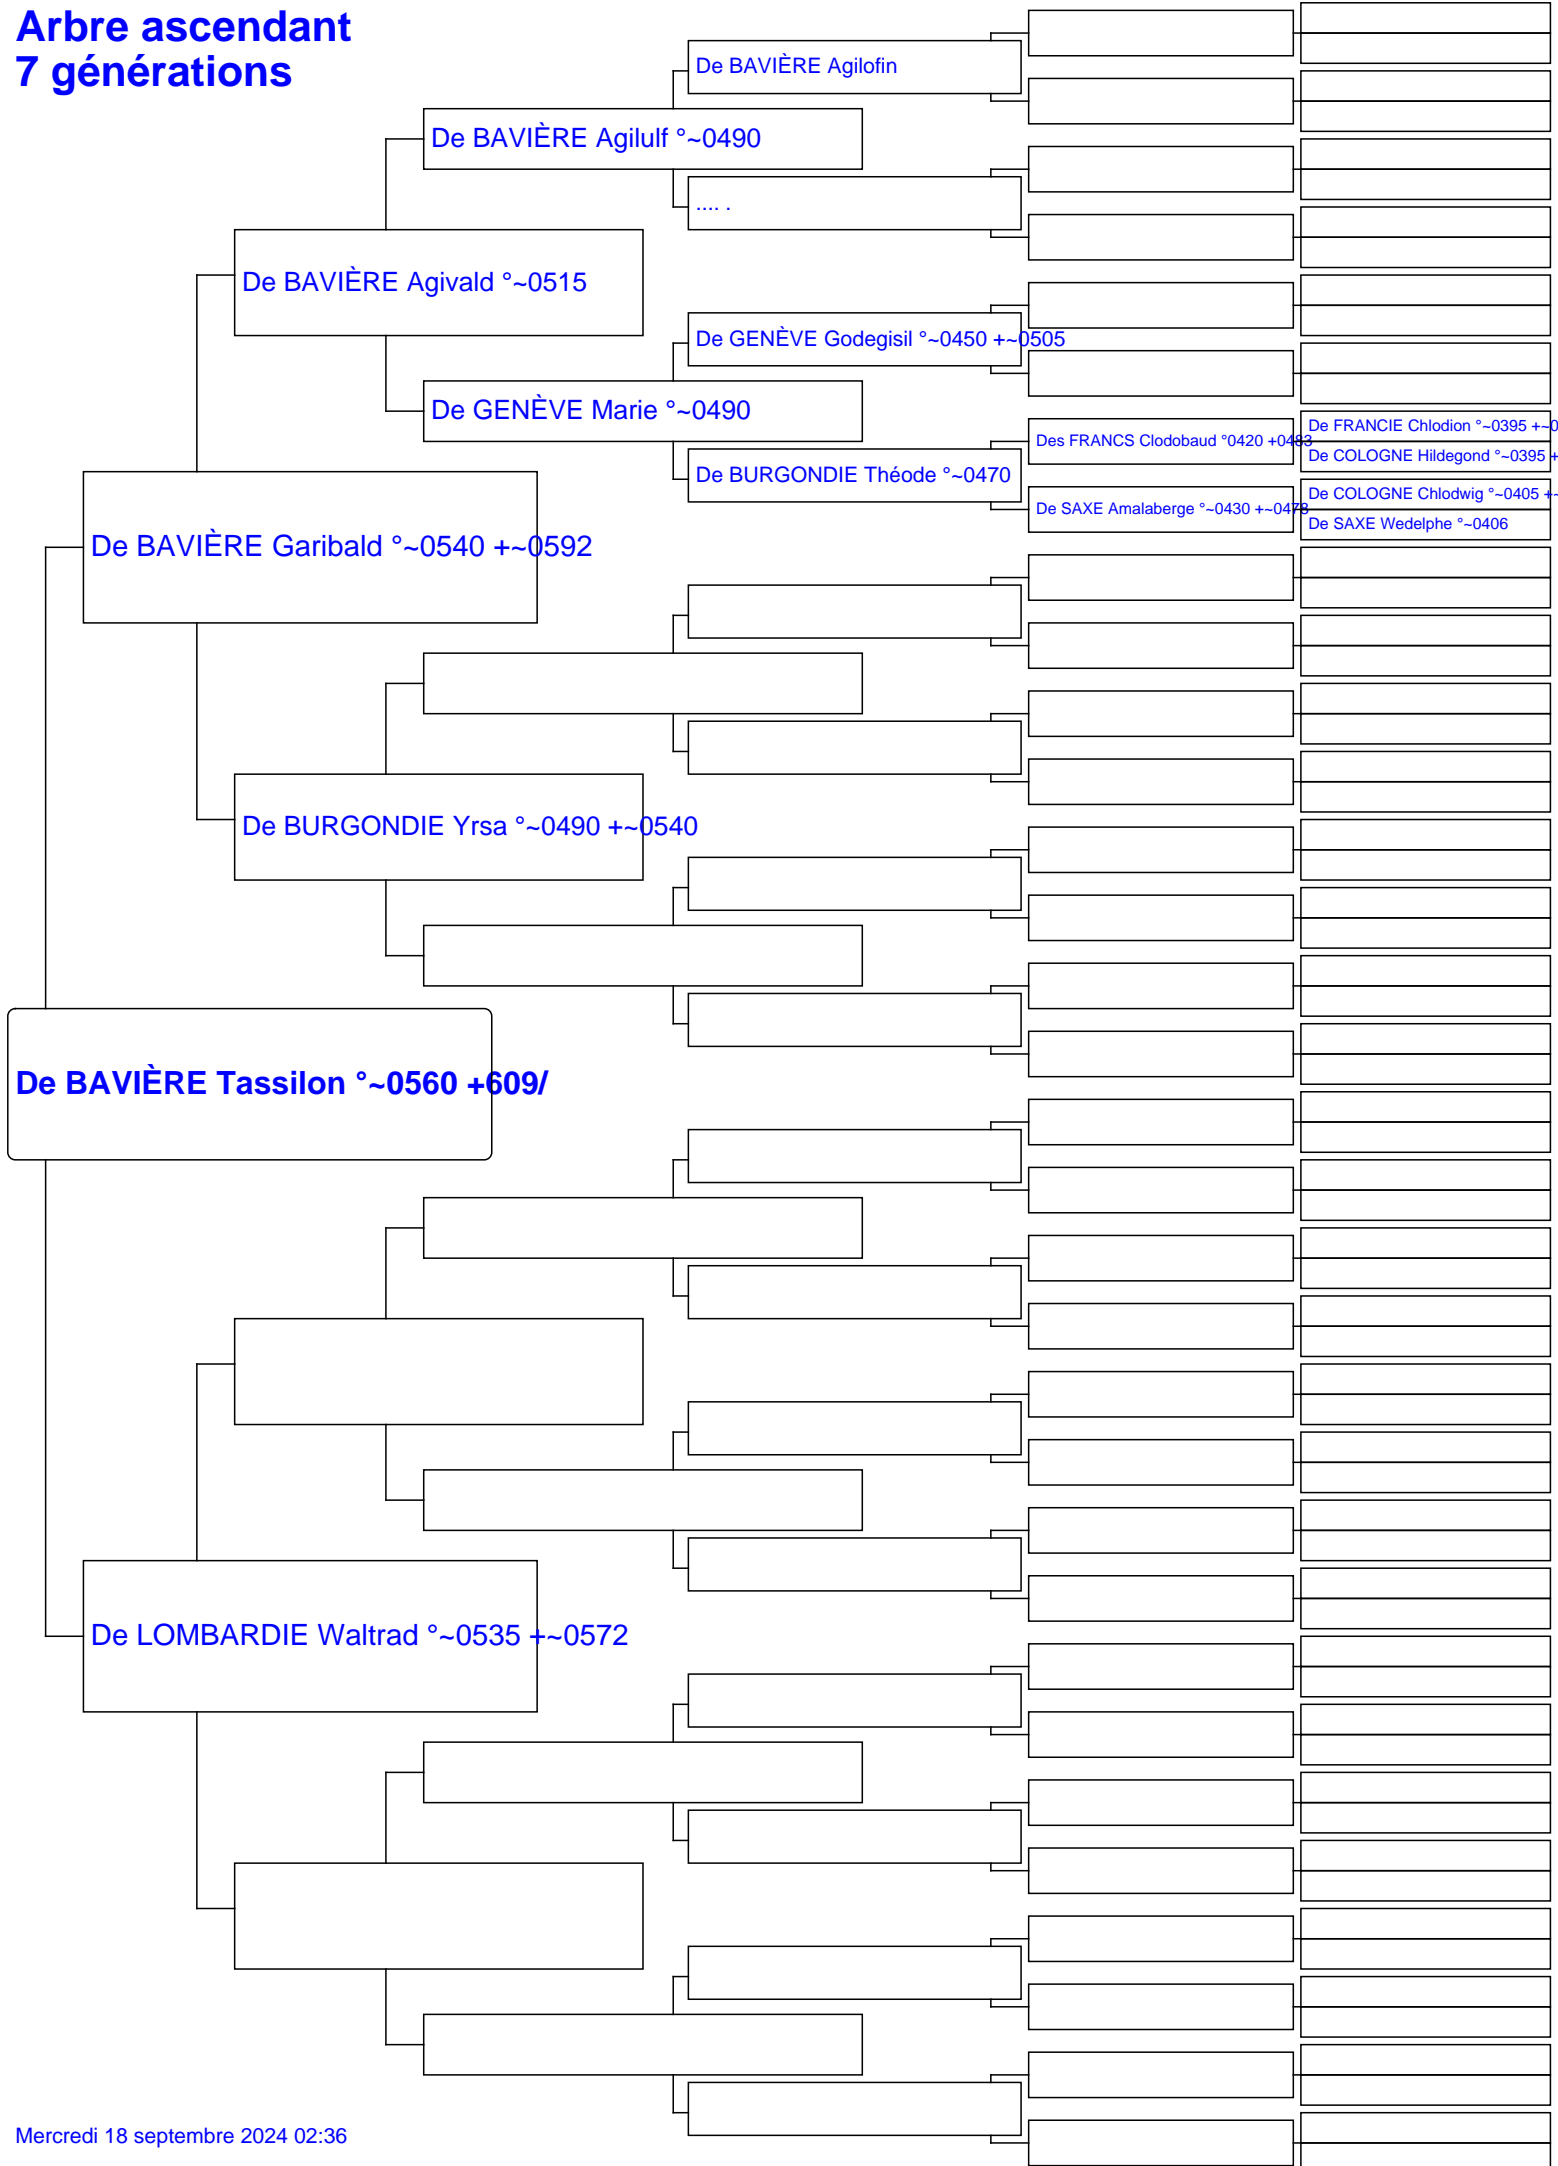 Arbre ascendant
7 générations
De BAVIÈRE Agilofin
De BAVIÈRE Agilulf °~0490
.... .
De BAVIÈRE Agivald °~0515
De GENÈVE Godegisil °~0450 +~0505
De GENÈVE Marie °~0490
De FRANCIE Chlodion °~0395 +~0
Des FRANCS Clodobaud °0420 +0483
De COLOGNE Hildegond °~0395 +
De BURGONDIE Théode °~0470
De COLOGNE Chlodwig °~0405 +~
De SAXE Amalaberge °~0430 +~0478
De SAXE Wedelphe °~0406
De BAVIÈRE Garibald °~0540 +~0592
De BURGONDIE Yrsa °~0490 +~0540
De BAVIÈRE Tassilon °~0560 +609/
De LOMBARDIE Waltrad °~0535 +~0572
Mercredi 18 septembre 2024 02:36